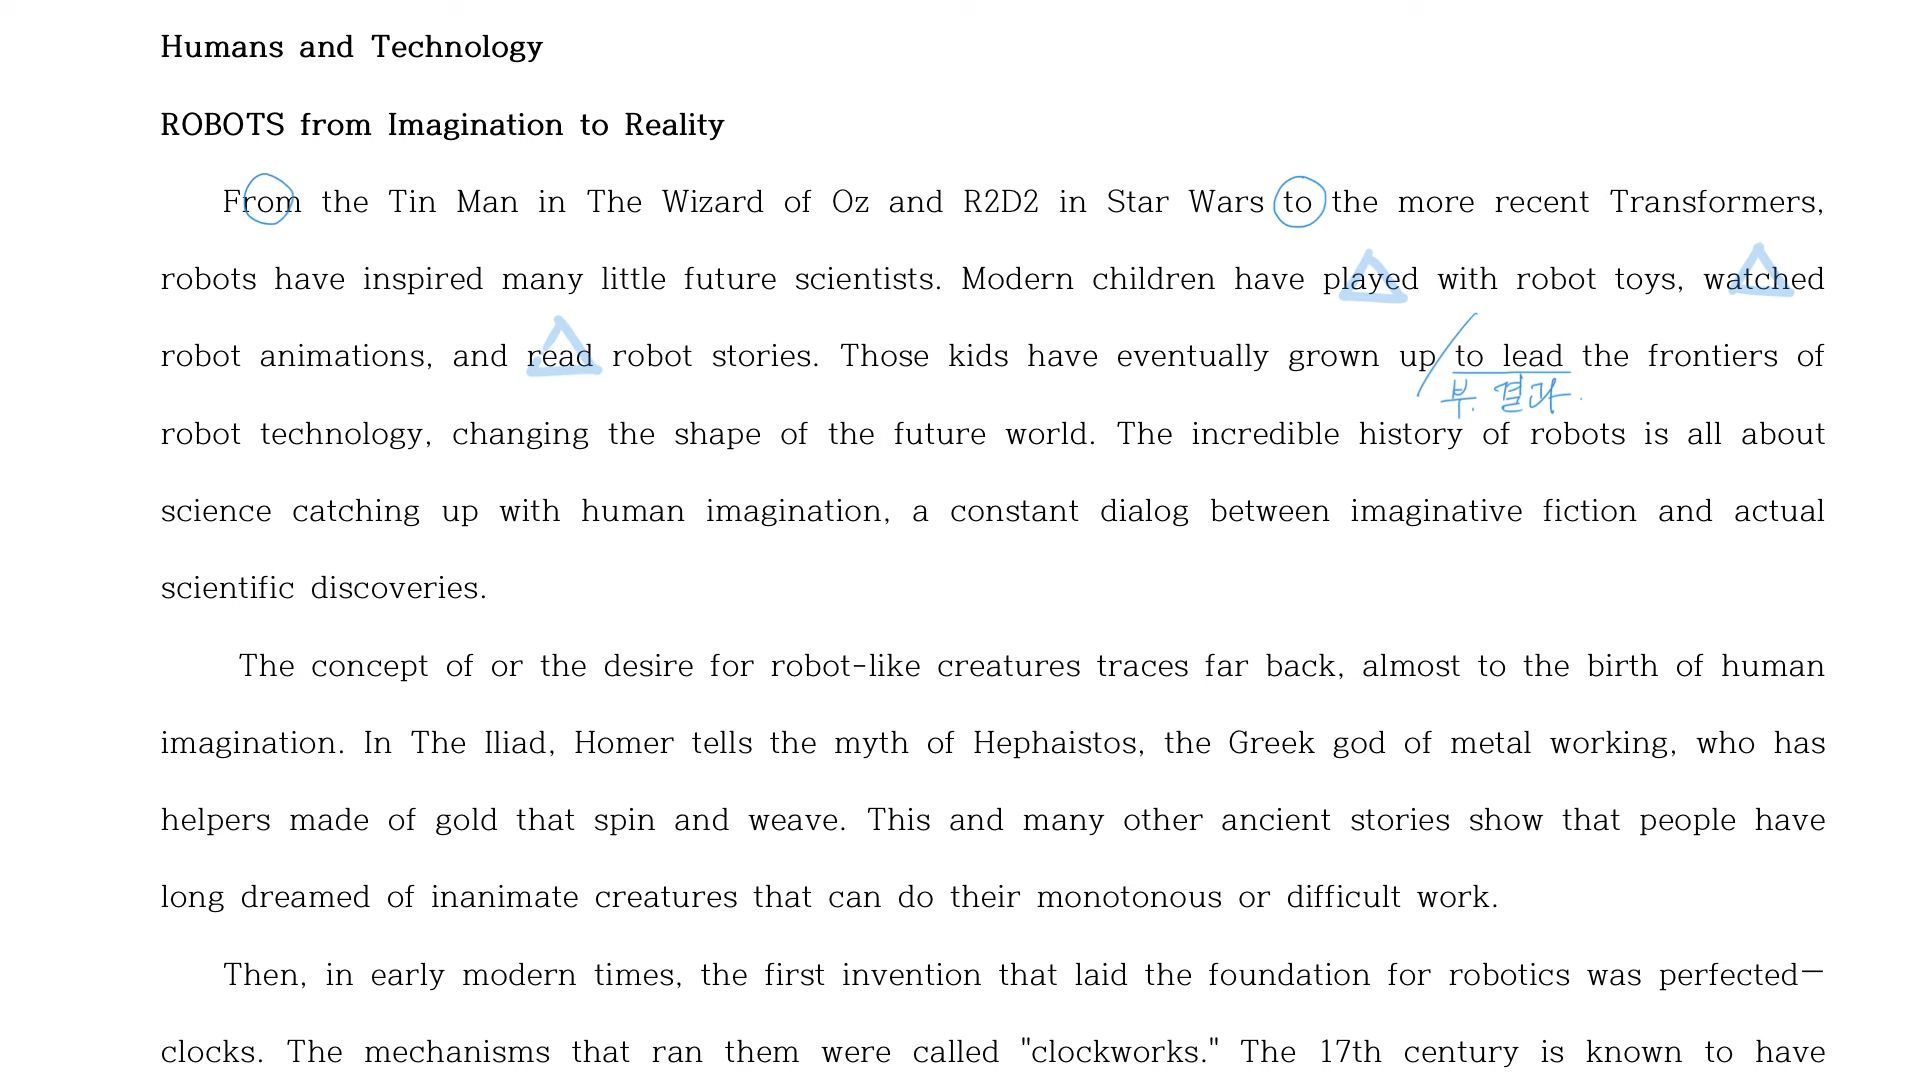 Humans and Technology
ROBOTS from Imagination to Reality
From the Tin Man in The Wizard of Oz and R2D2 in Star Wars to the more recent Transformers,
robots have inspired many little future scientists. Modern children have played with robot toys, watched
robot animations, and read robot stories. Those kids have eventually grown up to lead the frontiers of
부. 결과.
robot technology, changing the shape of the future world. The incredible history of robots is all about
science catching up with human imagination, a constant dialog between imaginative fiction and actual
scientific discoveries.
The concept of or the desire for robot-like creatures traces far back, almost to the birth of human
imagination. In The Iliad, Homer tells the myth of Hephaistos, the Greek god of metal working, who has
helpers made of gold that spin and weave. This and many other ancient stories show that people have
long dreamed of inanimate creatures that can do their monotonous or difficult work.
Then, in early modern times, the first invention that laid the foundation for robotics was perfected—
clocks. The mechanisms that ran them were called "clockworks." The 17th century is known to have